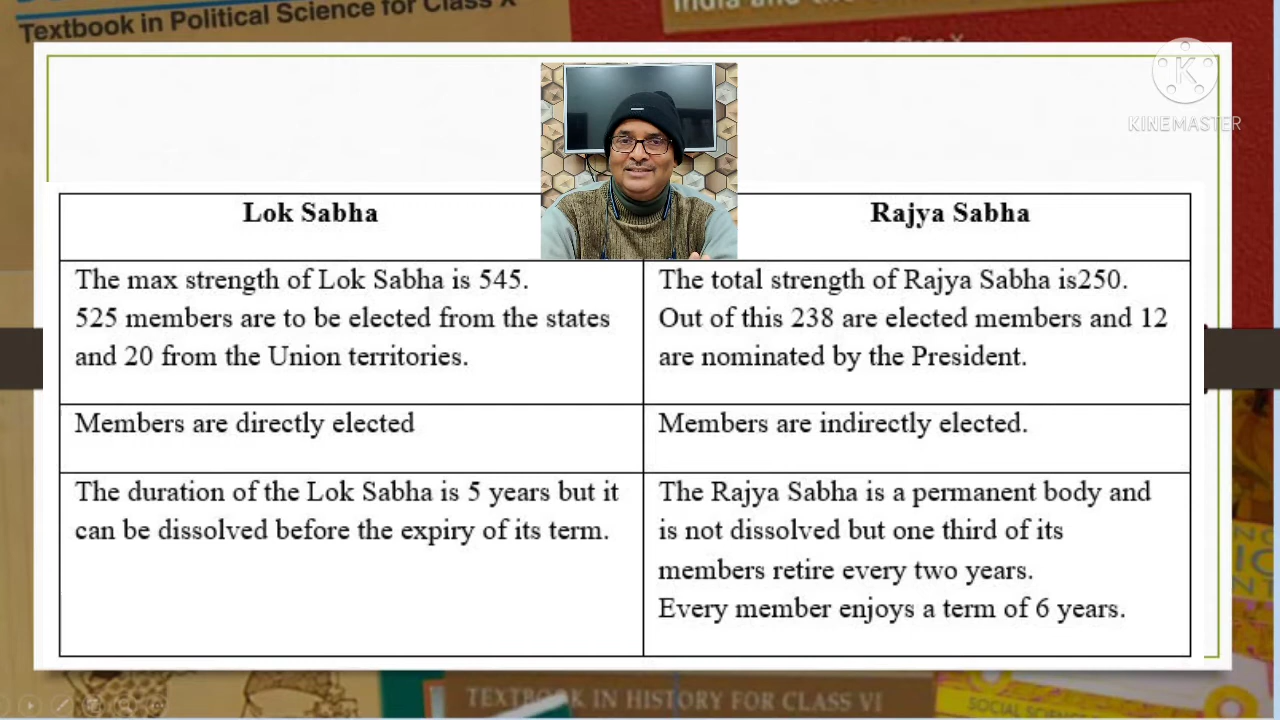 Textbook in Political Science for Class X
India and the
KINEMASTER
Lok Sabha
Rajya Sabha
The max strength of Lok Sabha is 545.
525 members are to be elected from the states
and 20 from the Union territories.
The total strength of Rajya Sabha is250.
Out of this 238 are elected members and 12
are nominated by the President.
Members are directly elected
Members are indirectly elected.
The duration of the Lok Sabha is 5 years but it
can be dissolved before the expiry of its term.
The Rajya Sabha is a permanent body and
is not dissolved but one third of its
members retire every two years.
Every member enjoys a term of 6 years.
TEXTBOOK IN HISTORY FOR CLASS VI
SOCIAL SCIENCE